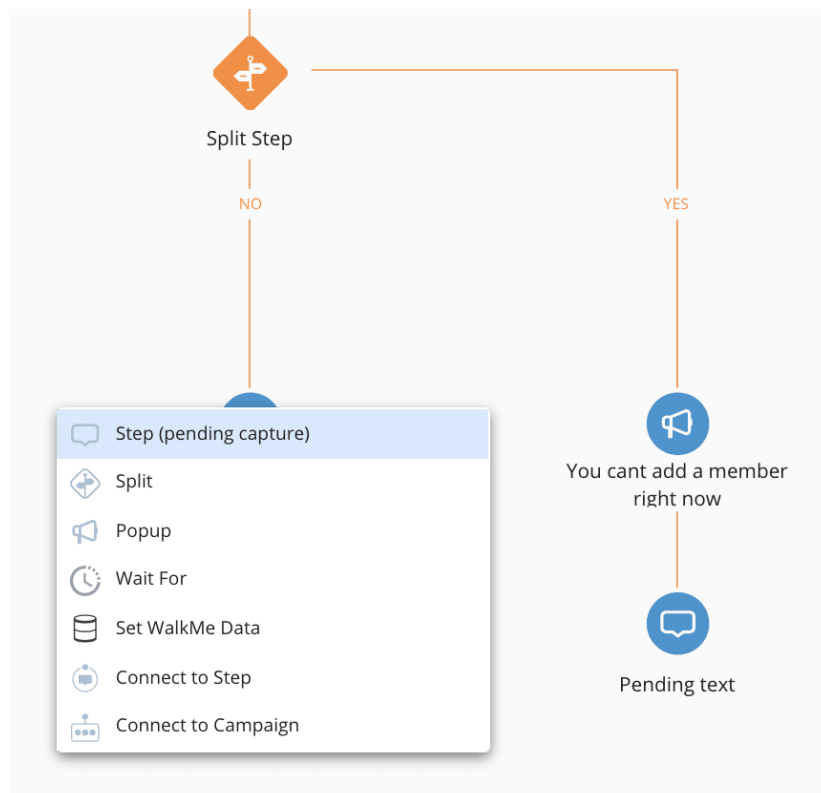 Split Step
NO
YES
Step (pending capture)
Split
Popup
Wait For
Set WalkMe Data
Connect to Step
Connect to Campaign
You cant add a member
right now
Pending text